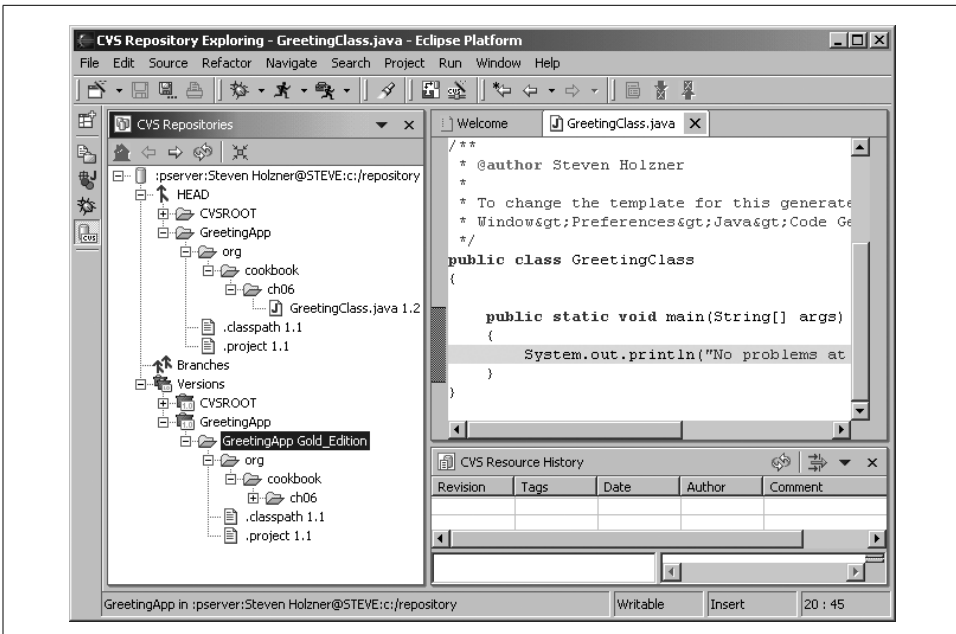 CVS Repository Exploring - GreetingClass.java - Eclipse Platform
File Edit Source Refactor Navigate Search Project Run Window Help
CVS Repositories
:pserver:Steven Holzner@STEVE:c:/repository
HEAD
CVSROOT
GreetingApp
org
cookbook
ch06
GreetingClass.java 1.2
.classpath 1.1
.project 1.1
Branches
Versions
CVSROOT
GreetingApp
GreetingApp Gold_Edition
org
cookbook
ch06
.classpath 1.1
.project 1.1
Welcome GreetingClass.java
/**
* @author Steven Holzner
*
* To change the template for this generate
* Window&gt;Preferences&gt;Java&gt;Code Ge
*/
public class GreetingClass
{
public static void main(String[] args)
{
System.out.println("No problems at
}
}
CVS Resource History
Revision Tags Date Author Comment
GreetingApp in :pserver:Steven Holzner@STEVE:c:/repository
Writable Insert 20 : 45